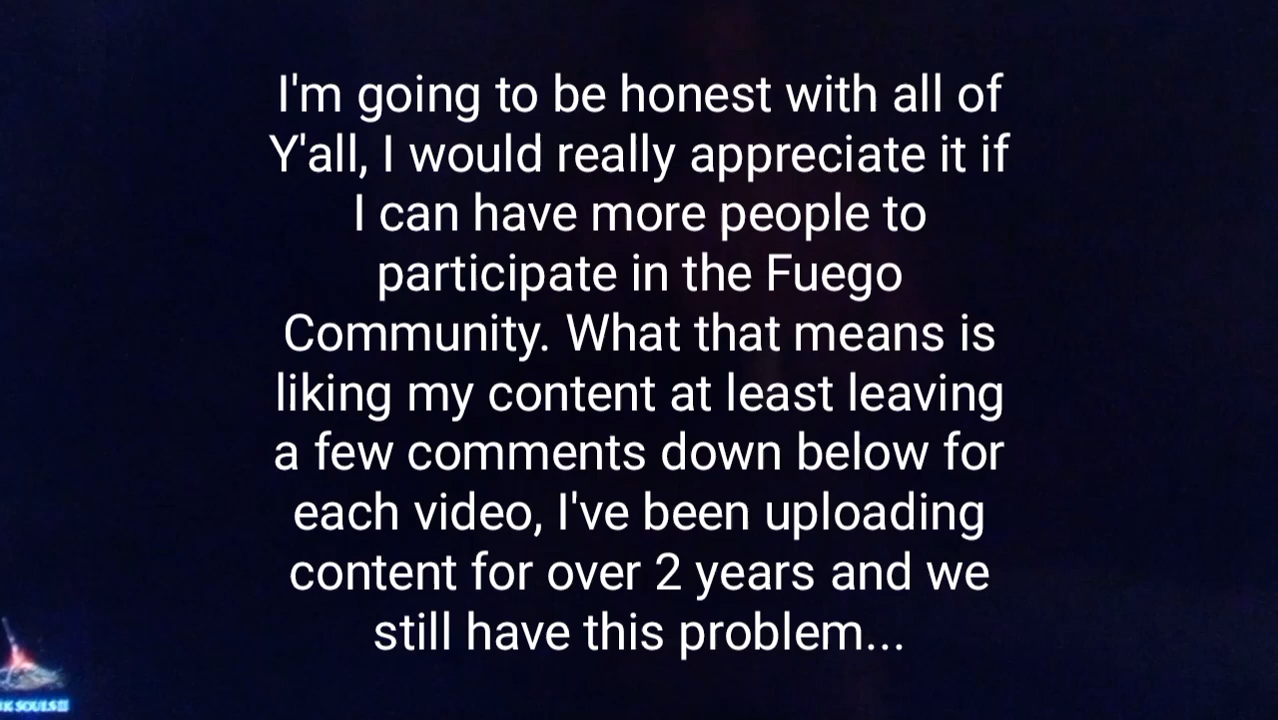 I'm going to be honest with all of
Y'all, I would really appreciate it if
I can have more people to
participate in the Fuego
Community. What that means is
liking my content at least leaving
a few comments down below for
each video, I've been uploading
content for over 2 years and we
still have this problem...
SOULS III